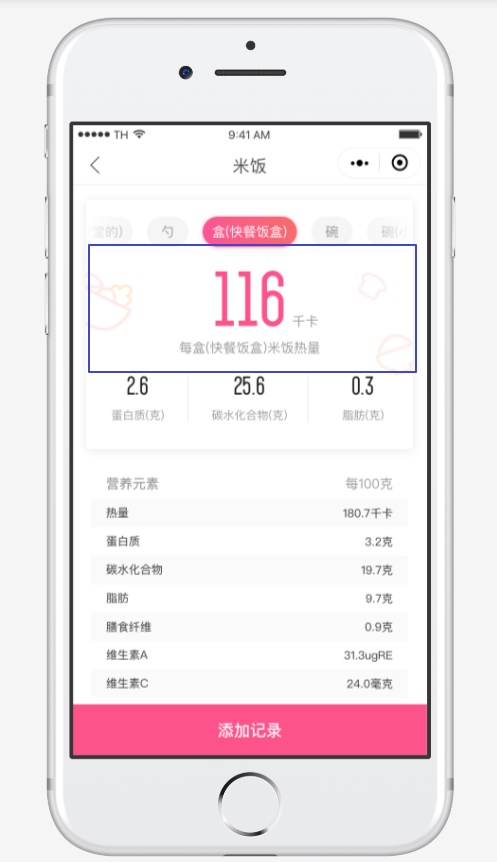 TH 9:41 AM
米饭
堂的) 勺 盒(快餐饭盒) 碗 碗(小
116 千卡
每盒(快餐饭盒)米饭热量
2.6 25.6 0.3
蛋白质(克) 碳水化合物(克) 脂肪(克)
营养元素 每100克
热量 180.7千卡
蛋白质 3.2克
碳水化合物 19.7克
脂肪 9.7克
膳食纤维 0.9克
维生素A 31.3ugRE
维生素C 24.0毫克
添加记录